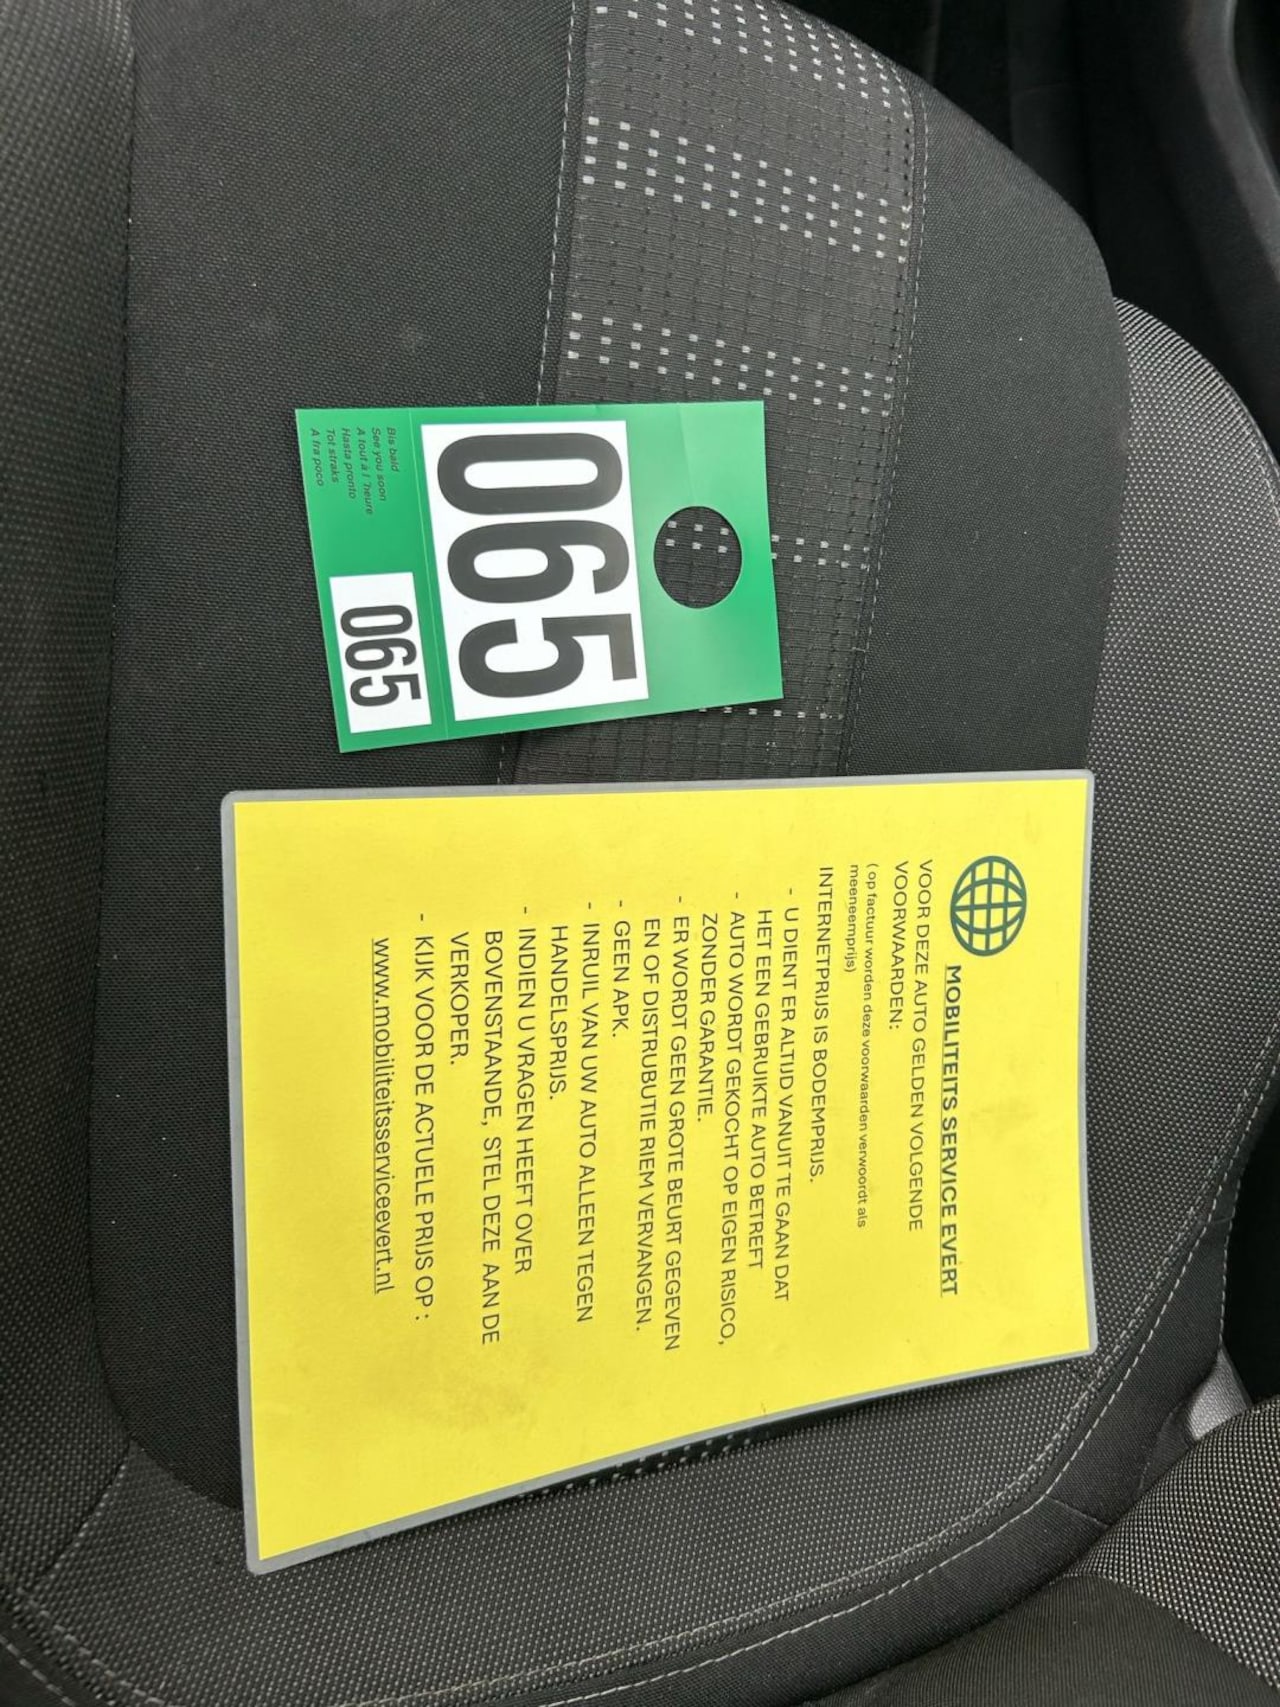 065
Bis bald
See you soon
A tout à l 'heure
Hasta pronto
Tot straks
A fra poco
065
MOBILITEITS SERVICE EVERT
VOOR DEZE AUTO GELDEN VOLGENDE
VOORWAARDEN:
( op factuur worden deze voorwaarden verwoordt als
meeneemprijs)
INTERNETPRIJS IS BODEMPRIJS.
- U DIENT ER ALTIJD VANUIT TE GAAN DAT
HET EEN GEBRUIKTE AUTO BETREFT
- AUTO WORDT GEKOCHT OP EIGEN RISICO,
ZONDER GARANTIE.
- ER WORDT GEEN GROTE BEURT GEGEVEN
EN OF DISTRUBUTIE RIEM VERVANGEN.
- GEEN APK.
- INRUIL VAN UW AUTO ALLEEN TEGEN
HANDELSPRIJS.
- INDIEN U VRAGEN HEEFT OVER
BOVENSTAANDE, STEL DEZE AAN DE
VERKOPER.
- KIJK VOOR DE ACTUELE PRIJS OP :
www.mobiliteitsserviceevert.nl